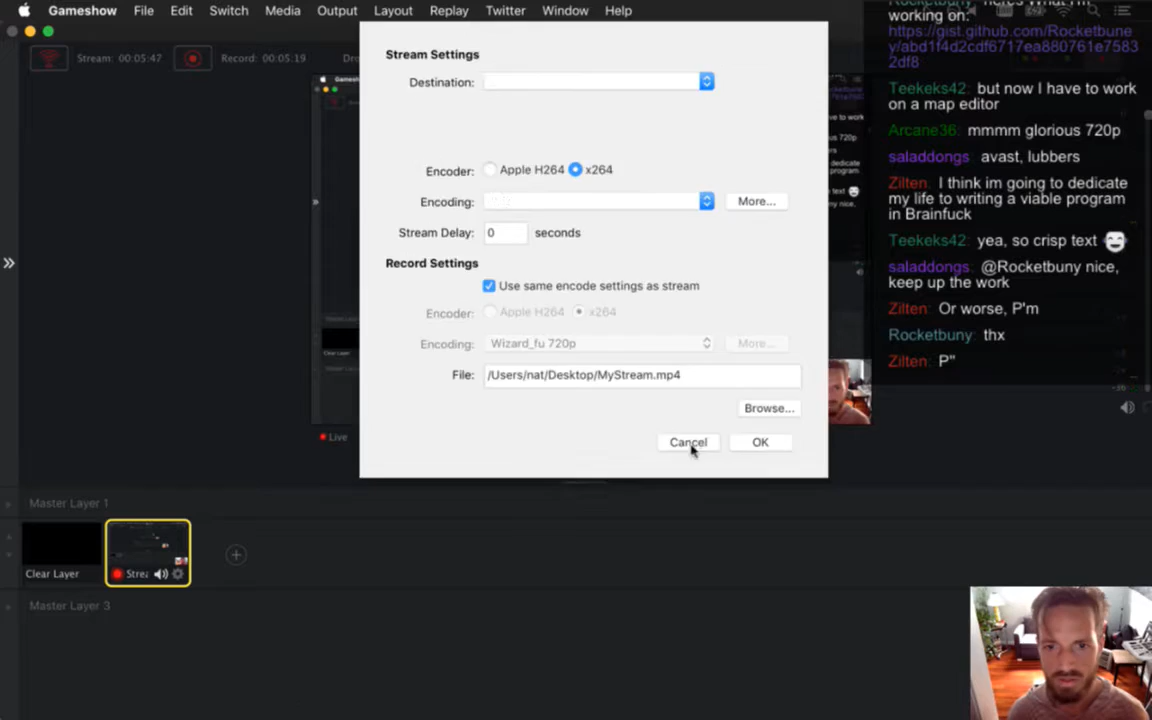 Gameshow File Edit Switch Media Output Layout Replay Twitter Window Help
Stream: 00:05:47 Record: 00:05:19
Stream Settings
Destination:
Encoder: Apple H264 x264
Encoding: More...
Stream Delay: 0 seconds
Record Settings
Use same encode settings as stream
Encoder: Apple H264 x264
Encoding: Wizard_fu 720p More...
File: /Users/nat/Desktop/MyStream.mp4
Browse...
Cancel OK
Live
working on:
https://gist.github.com/Rocketbune
y/abd1f4d2cdf6717ea880761e7583
2df8
Teekeks42: but now I have to work
on a map editor
Arcane36: mmmm glorious 720p
saladdongs: avast, lubbers
Zilten: I think im going to dedicate
my life to writing a viable program
in Brainfuck
Teekeks42: yea, so crisp text
saladdongs: @Rocketbuny nice,
keep up the work
Zilten: Or worse, P'm
Rocketbuny: thx
Zilten: P"
Master Layer 1
Clear Layer
Strea
Master Layer 3